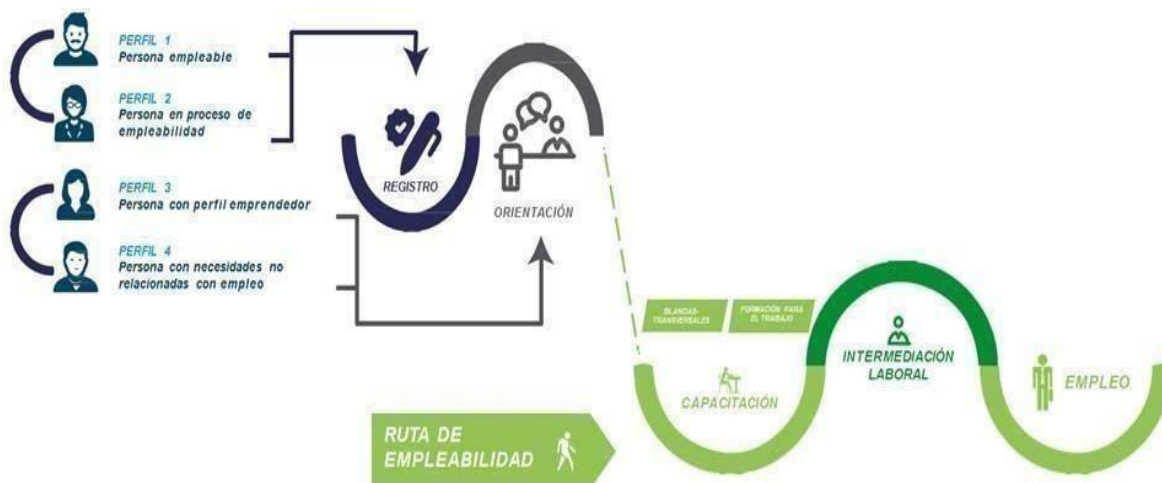 PERFIL 1
Persona empleable
PERFIL 2
Persona en proceso de
empleabilidad
PERFIL 3
Persona con perfil emprendedor
PERFIL 4
Persona con necesidades no
relacionadas con empleo
REGISTRO
ORIENTACIÓN
BLANDAS-
TRANSVERSALES
FORMACIÓN PARA
EL TRABAJO
CAPACITACIÓN
INTERMEDIACIÓN
LABORAL
EMPLEO
RUTA DE
EMPLEABILIDAD